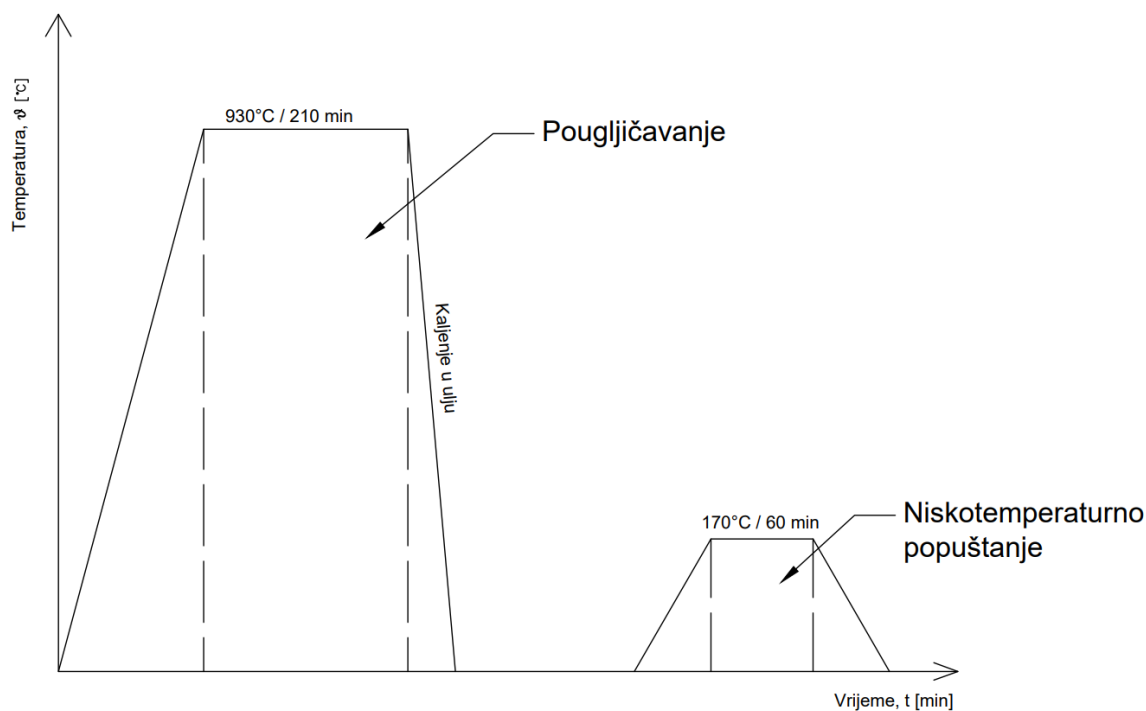 Temperatura, ϑ [°C]
930°C / 210 min
Pougljičavanje
Kaljenje u ulju
170°C / 60 min
Niskotemperaturno
popuštanje
Vrijeme, t [min]